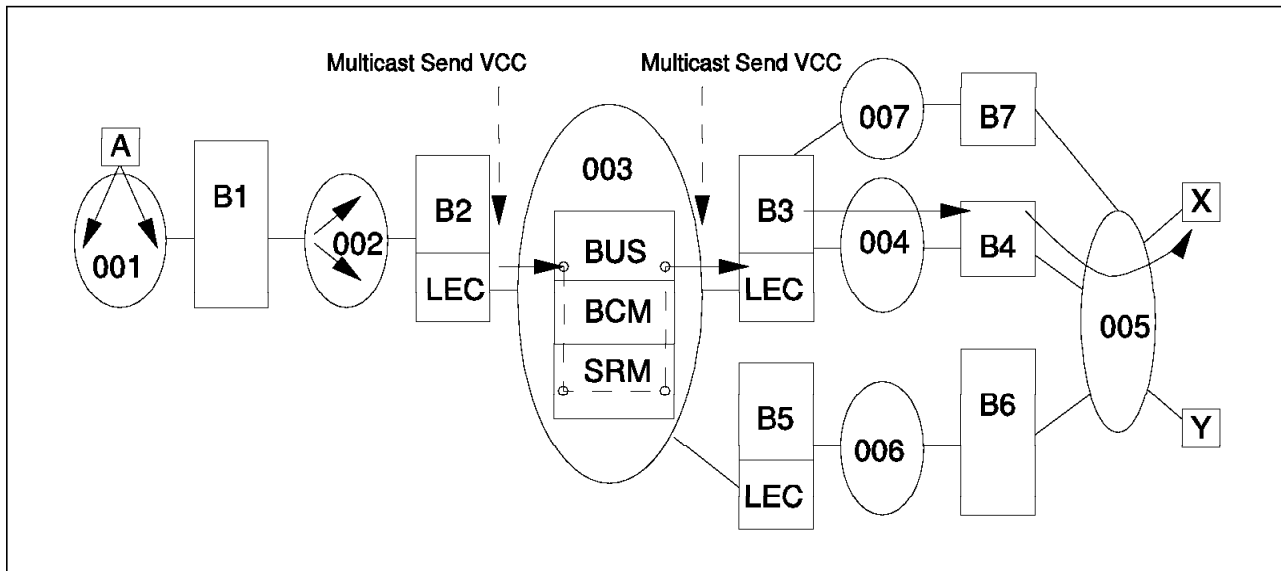 Multicast Send VCC
Multicast Send VCC
A
001
B1
002
B2
LEC
003
BUS
BCM
SRM
B3
LEC
007
B7
004
B4
X
005
Y
B5
LEC
006
B6